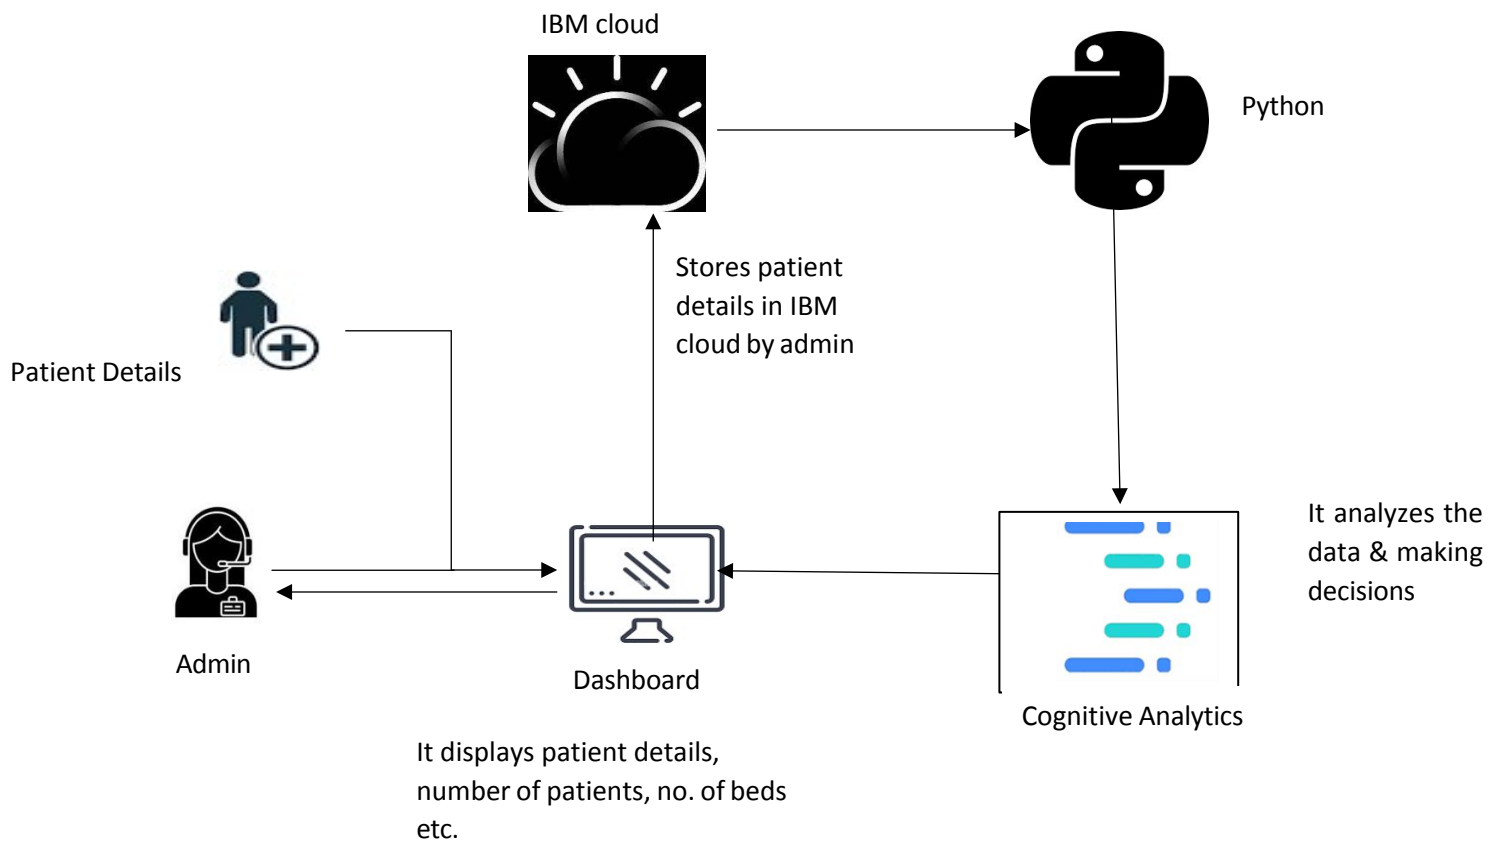 IBM cloud
Python
Stores patient
details in IBM
cloud by admin
Patient Details
It analyzes the
data & making
decisions
Admin
Dashboard
Cognitive Analytics
It displays patient details,
number of patients, no. of beds
etc.